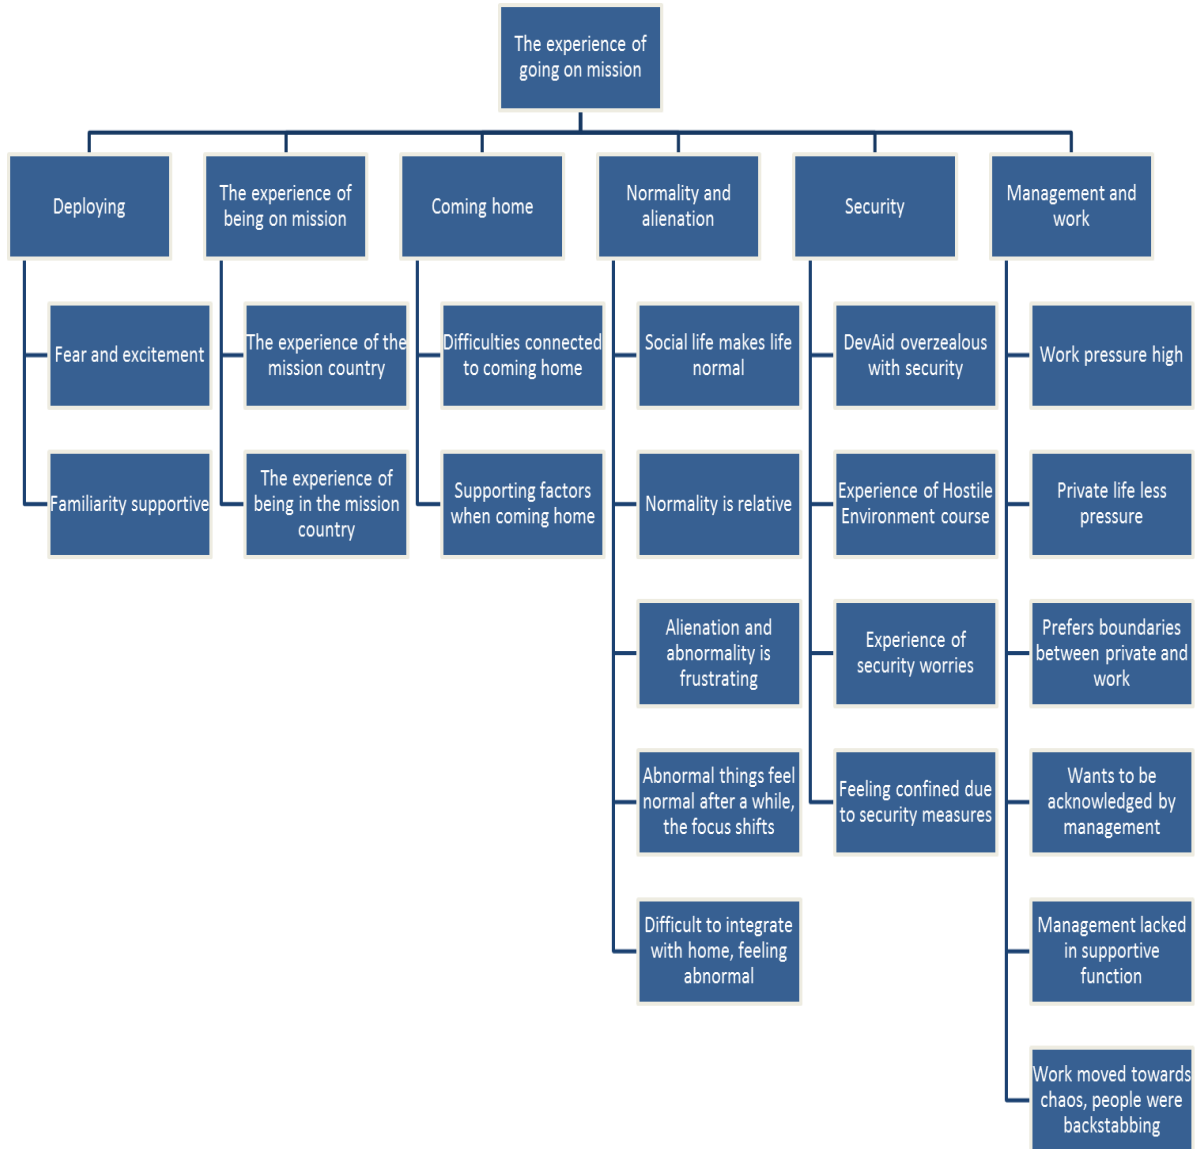 The experience of
going on mission
Deploying
The experience of
being on mission
Coming home
Normality and
alienation
Security
Management and
work
Fear and excitement
Familiarity supportive
The experience of the
mission country
The experience of
being in the mission
country
Difficulties connected
to coming home
Supporting factors
when coming home
Social life makes life
normal
Normality is relative
Alienation and
abnormality is
frustrating
Abnormal things feel
normal after a while,
the focus shifts
Difficult to integrate
with home, feeling
abnormal
DevAid overzealous
with security
Experience of Hostile
Environment course
Experience of
security worries
Feeling confined due
to security measures
Work pressure high
Private life less
pressure
Prefers boundaries
between private and
work
Wants to be
acknowledged by
management
Management lacked
in supportive
function
Work moved towards
chaos, people were
backstabbing